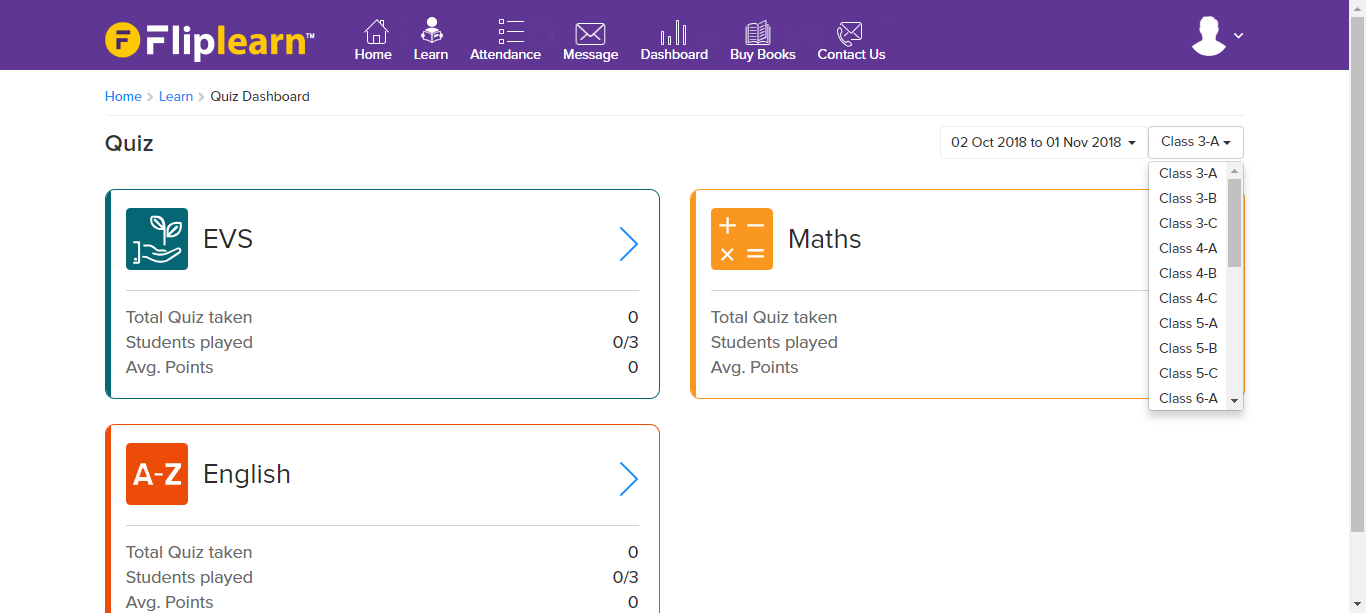 Fliplearn™
Home
Learn
Attendance
Message
Dashboard
Buy Books
Contact Us
Home > Learn > Quiz Dashboard
Quiz
02 Oct 2018 to 01 Nov 2018
Class 3-A
Class 3-A
Class 3-B
Class 3-C
Class 4-A
Class 4-B
Class 4-C
Class 5-A
Class 5-B
Class 5-C
Class 6-A
EVS
Total Quiz taken 0
Students played 0/3
Avg. Points 0
Maths
Total Quiz taken
Students played
Avg. Points
A-Z English
Total Quiz taken 0
Students played 0/3
Avg. Points 0